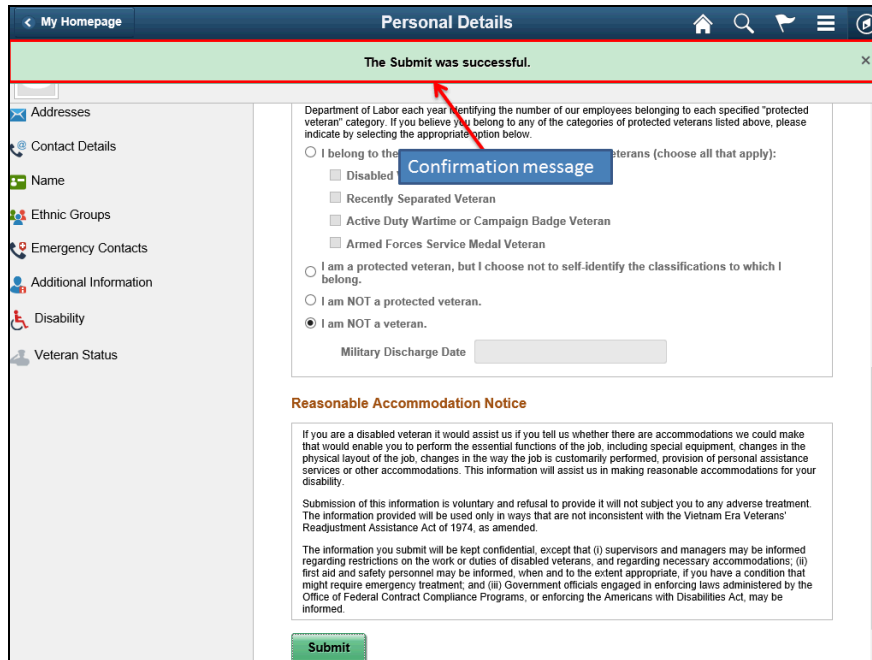 My Homepage
Personal Details
The Submit was successful.
Addresses
Contact Details
Name
Ethnic Groups
Emergency Contacts
Additional Information
Disability
Veteran Status
Department of Labor each year identifying the number of our employees belonging to each specified "protected
veteran" category. If you believe you belong to any of the categories of protected veterans listed above, please
indicate by selecting the appropriate option below.
I belong to the eterans (choose all that apply):
Confirmation message
Disabled
Recently Separated Veteran
Active Duty Wartime or Campaign Badge Veteran
Armed Forces Service Medal Veteran
I am a protected veteran, but I choose not to self-identify the classifications to which I
belong.
I am NOT a protected veteran.
I am NOT a veteran.
Military Discharge Date
Reasonable Accommodation Notice
If you are a disabled veteran it would assist us if you tell us whether there are accommodations we could make
that would enable you to perform the essential functions of the job, including special equipment, changes in the
physical layout of the job, changes in the way the job is customarily performed, provision of personal assistance
services or other accommodations. This information will assist us in making reasonable accommodations for your
disability.
Submission of this information is voluntary and refusal to provide it will not subject you to any adverse treatment.
The information provided will be used only in ways that are not inconsistent with the Vietnam Era Veterans'
Readjustment Assistance Act of 1974, as amended.
The information you submit will be kept confidential, except that (i) supervisors and managers may be informed
regarding restrictions on the work or duties of disabled veterans, and regarding necessary accommodations; (ii)
first aid and safety personnel may be informed, when and to the extent appropriate, if you have a condition that
might require emergency treatment; and (iii) Government officials engaged in enforcing laws administered by the
Office of Federal Contract Compliance Programs, or enforcing the Americans with Disabilities Act, may be
informed.
Submit